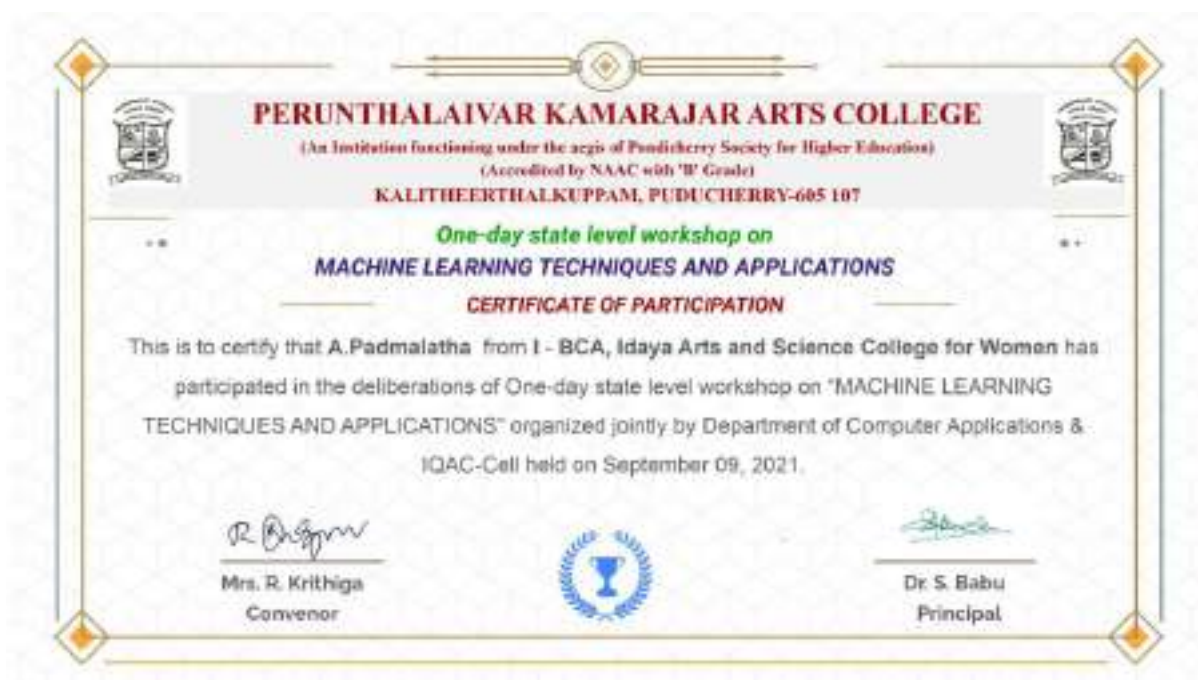 PERUNTHALAIVAR KAMARAJAR ARTS COLLEGE
(An Institution functioning under the aegis of Pondicherry Society for Higher Education)
(Accredited by NAAC with 'B' Grade)
KALITHEERTHALKUPPAM, PUDUCHERRY-605 107
One-day state level workshop on
MACHINE LEARNING TECHNIQUES AND APPLICATIONS
CERTIFICATE OF PARTICIPATION
This is to certify that A.Padmalatha from I - BCA, Idaya Arts and Science College for Women has
participated in the deliberations of One-day state level workshop on "MACHINE LEARNING
TECHNIQUES AND APPLICATIONS" organized jointly by Department of Computer Applications &
IQAC-Cell held on September 09, 2021.
Mrs. R. Krithiga
Convenor
Dr. S. Babu
Principal